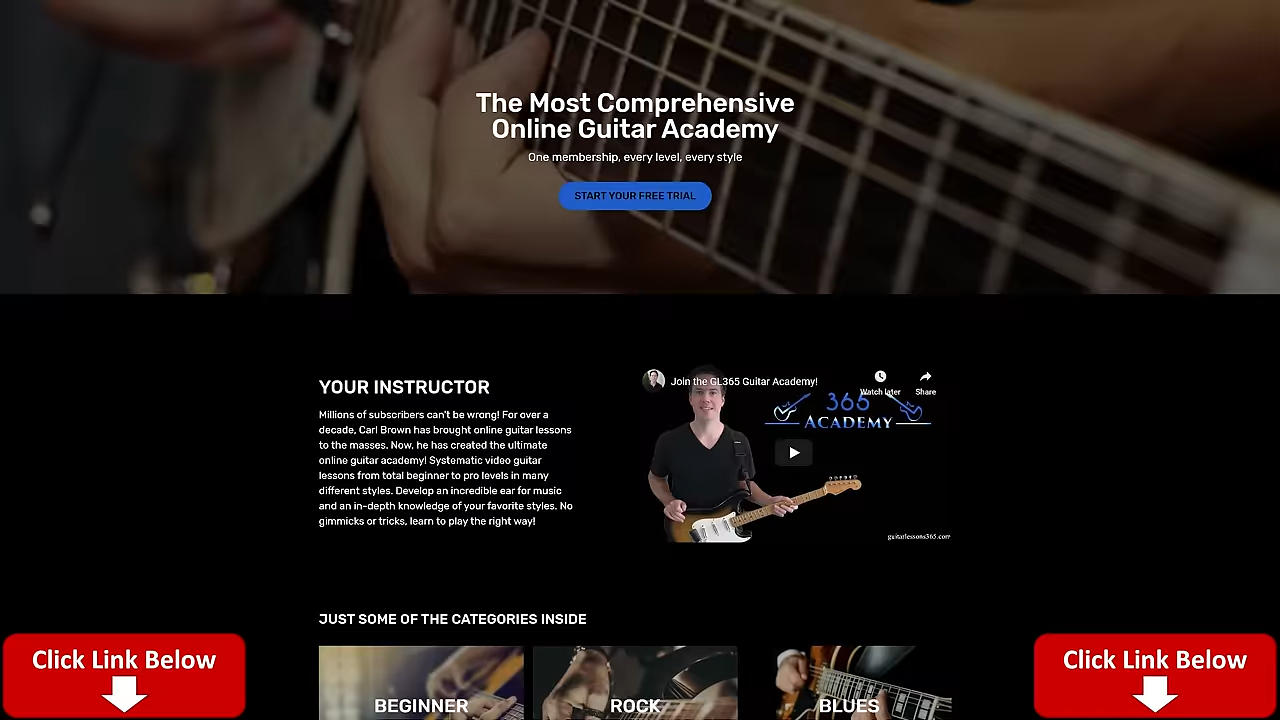 The Most Comprehensive
Online Guitar Academy
One membership, every level, every style
START YOUR FREE TRIAL
YOUR INSTRUCTOR
Millions of subscribers can't be wrong! For over a
decade, Carl Brown has brought online guitar lessons
to the masses. Now, he has created the ultimate
online guitar academy! Systematic video guitar
lessons from total beginner to pro levels in many
different styles. Develop an incredible ear for music
and an in-depth knowledge of your favorite styles. No
gimmicks or tricks, learn to play the right way!
Join the GL365 Guitar Academy!
Watch later
Share
365
ACADEMY
guitarlessons365.com
JUST SOME OF THE CATEGORIES INSIDE
BEGINNER
ROCK
BLUES
Click Link Below
Click Link Below